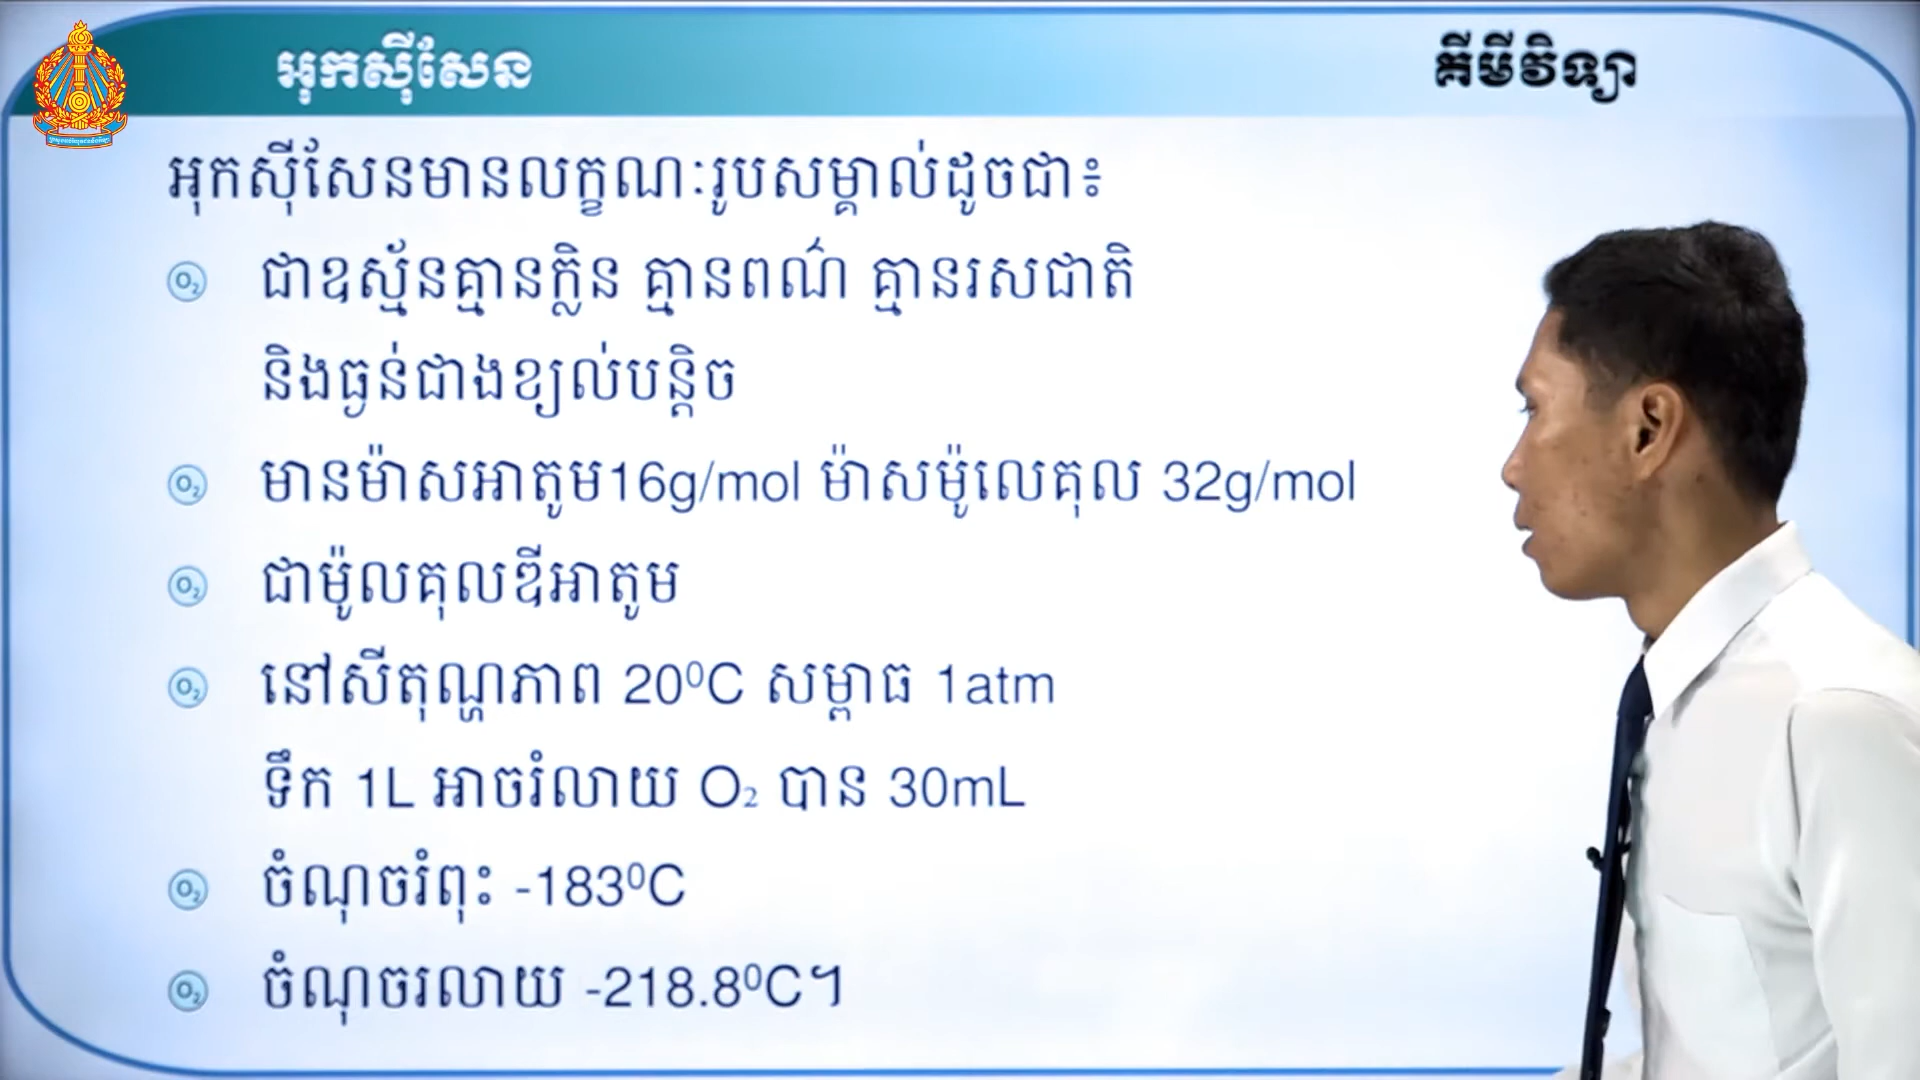 អុកស៊ីសែន
គីមីវិទ្យា
អុកស៊ីសែនមានលក្ខណៈរូបសម្គាល់ដូចជា៖
O₂ ជាឧស្ម័នគ្មានក្លិន គ្មានពណ៌ គ្មានរសជាតិ
និងធ្ងន់ជាងខ្យល់បន្តិច
O₂ មានម៉ាសអាតូម16g/mol ម៉ាសម៉ូលេគុល 32g/mol
O₂ ជាម៉ូលគុលឌីអាតូម
O₂ នៅសីតុណ្ហភាព 20⁰C សម្ពាធ 1atm
ទឹក 1L អាចរំលាយ O₂ បាន 30mL
O₂ ចំណុចរំពុះ -183⁰C
O₂ ចំណុចរលាយ -218.8⁰C។